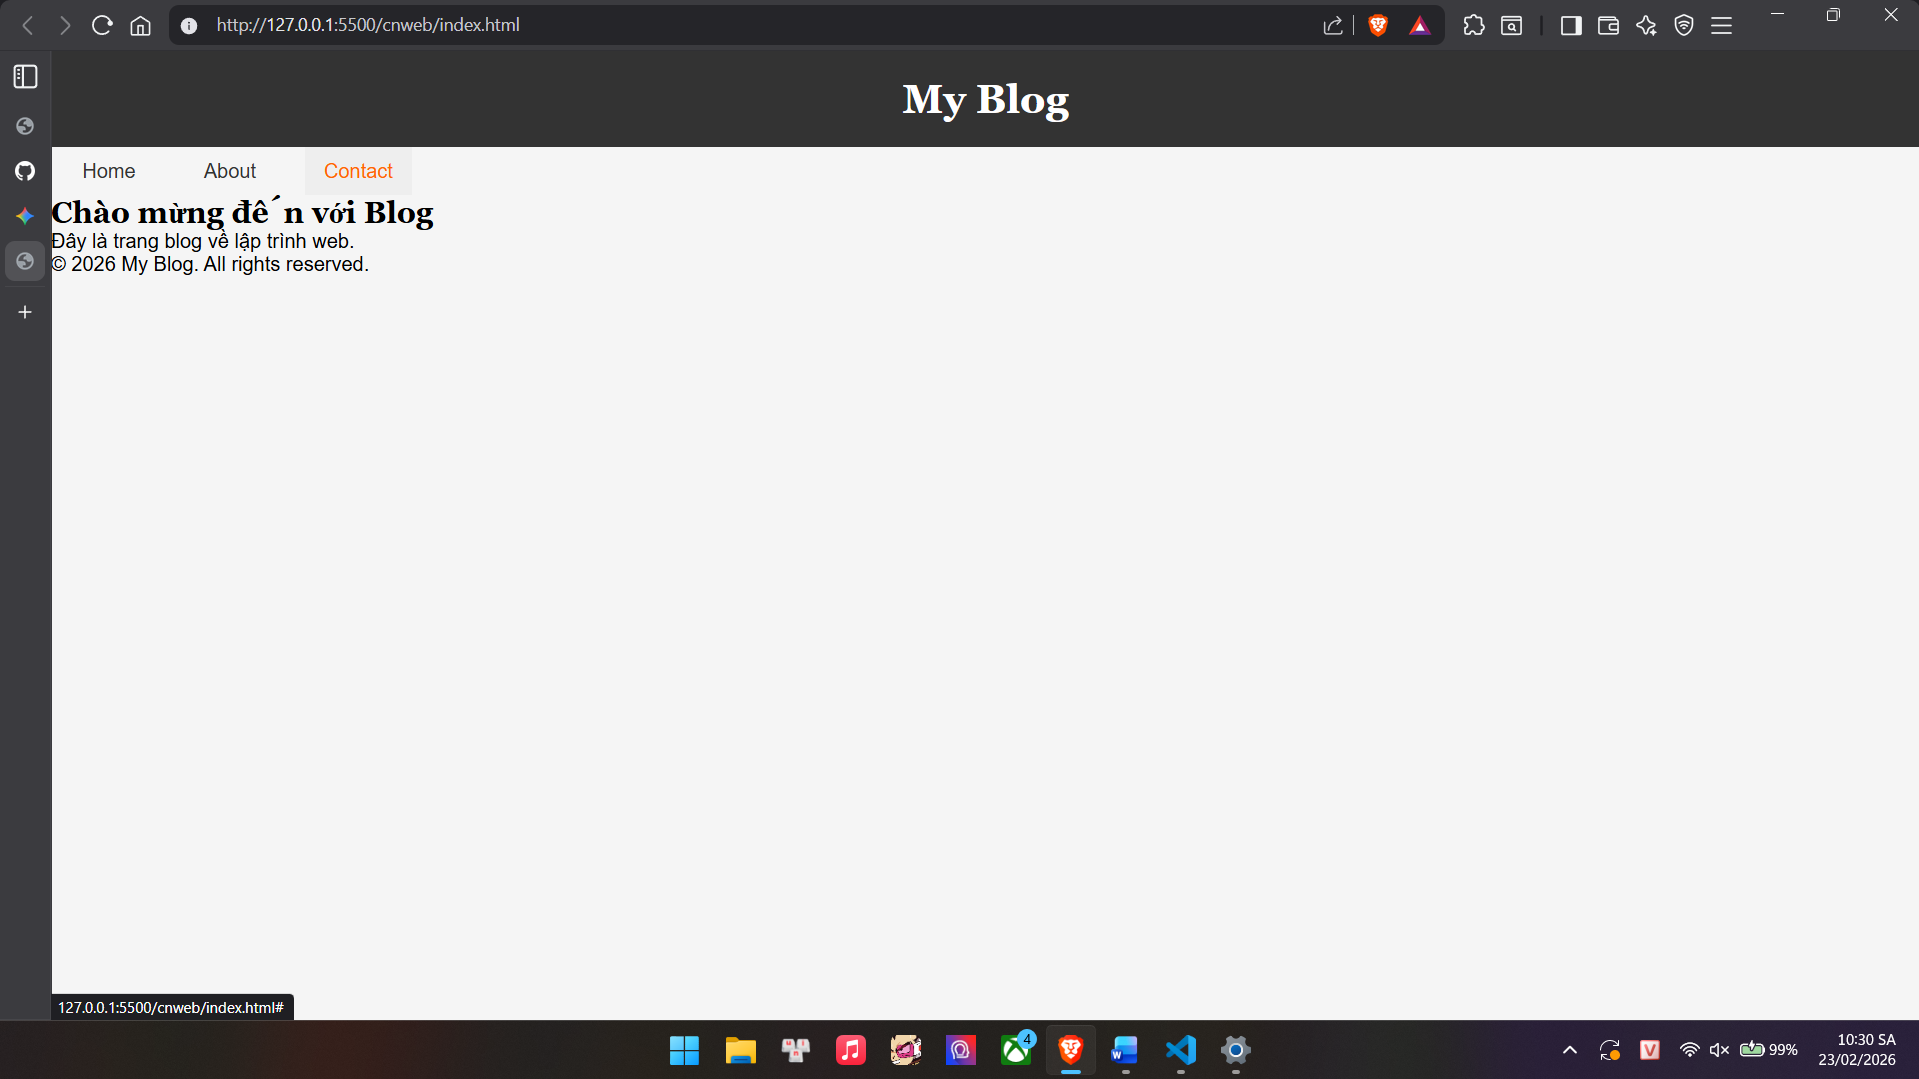 http://127.0.0.1:5500/cnweb/index.html
My Blog
Home About Contact
Chào mừng đến với Blog
Đây là trang blog về lập trình web.
© 2026 My Blog. All rights reserved.
127.0.0.1:5500/cnweb/index.html#
4
W
V
99%
10:30 SA
23/02/2026